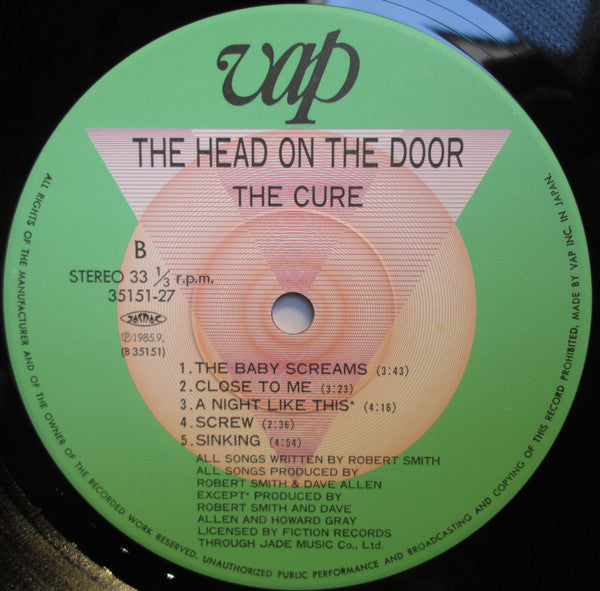 vap
THE HEAD ON THE DOOR
THE CURE
B
STEREO 33 1/3 r.p.m.
35151-27
JASRAC
Ⓟ1985.9.
(B 35151)
1. THE BABY SCREAMS (3:43)
2. CLOSE TO ME (3:23)
3. A NIGHT LIKE THIS* (4:16)
4. SCREW (2:36)
5. SINKING (4:54)
ALL SONGS WRITTEN BY ROBERT SMITH
ALL SONGS PRODUCED BY
ROBERT SMITH & DAVE ALLEN
EXCEPT* PRODUCED BY
ROBERT SMITH AND DAVE
ALLEN AND HOWARD GRAY
LICENSED BY FICTION RECORDS
THROUGH JADE MUSIC Co., Ltd.
ALL RIGHTS OF THE MANUFACTURER AND OF THE OWNER OF THE RECORDED WORK RESERVED. UNAUTHORIZED PUBLIC PERFORMANCE AND BROADCASTING AND COPYING OF THIS RECORD PROHIBITED. MADE BY VAP INC. IN JAPAN.